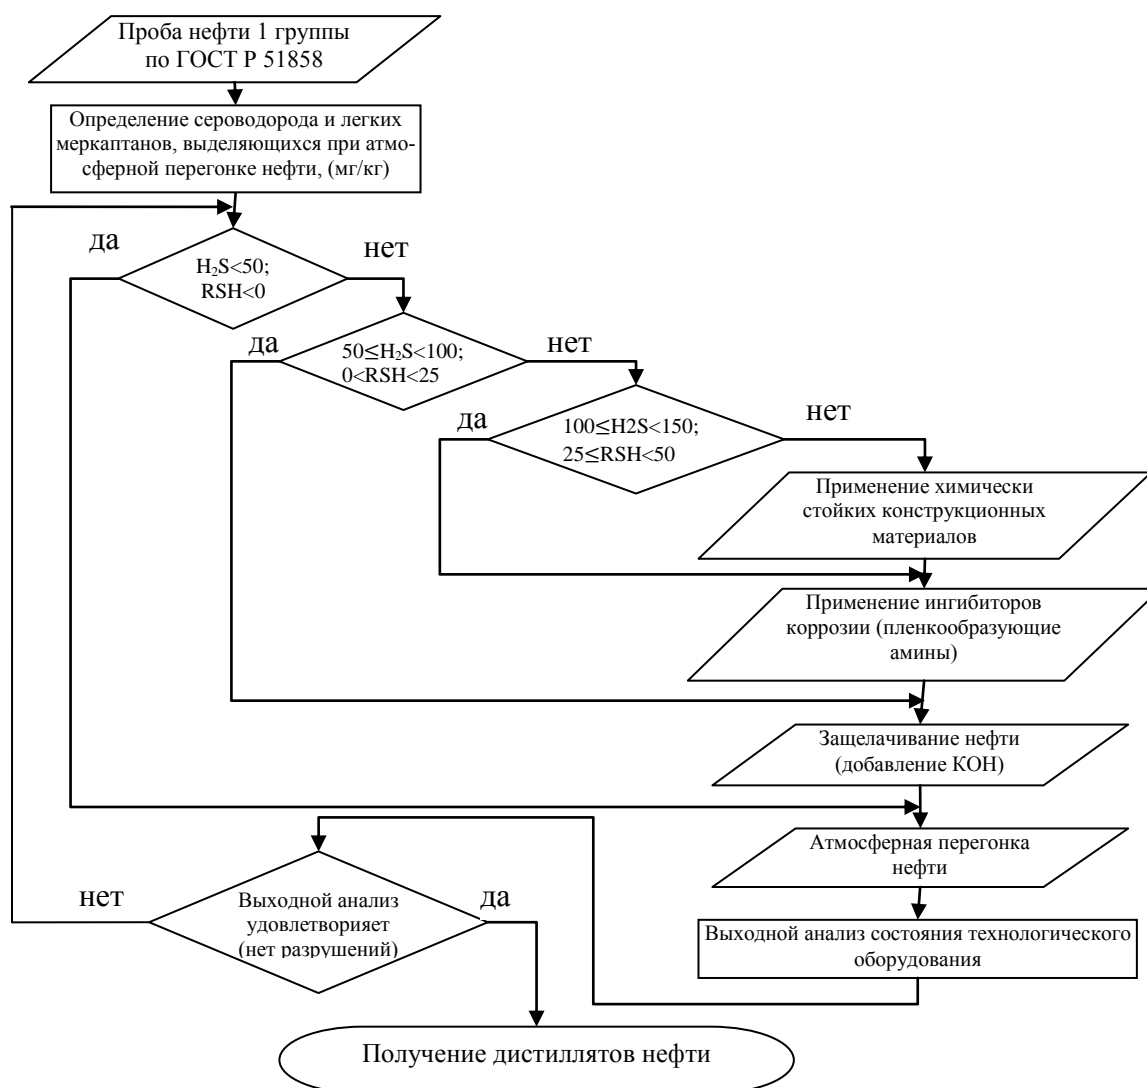 Проба нефти 1 группы
по ГОСТ Р 51858
Определение сероводорода и легких
меркаптанов, выделяющихся при атмо-
сферной перегонке нефти, (мг/кг)
да
нет
H₂S<50;
RSH<0
да
нет
50≤H₂S<100;
0<RSH<25
да
нет
100≤H2S<150;
25≤RSH<50
Применение химически
стойких конструкционных
материалов
Применение ингибиторов
коррозии (пленкообразующие
амины)
Защелачивание нефти
(добавление КОН)
Атмосферная перегонка
нефти
нет
да
Выходной анализ
удовлетворияет
(нет разрушений)
Выходной анализ состояния технологического
оборудования
Получение дистиллятов нефти